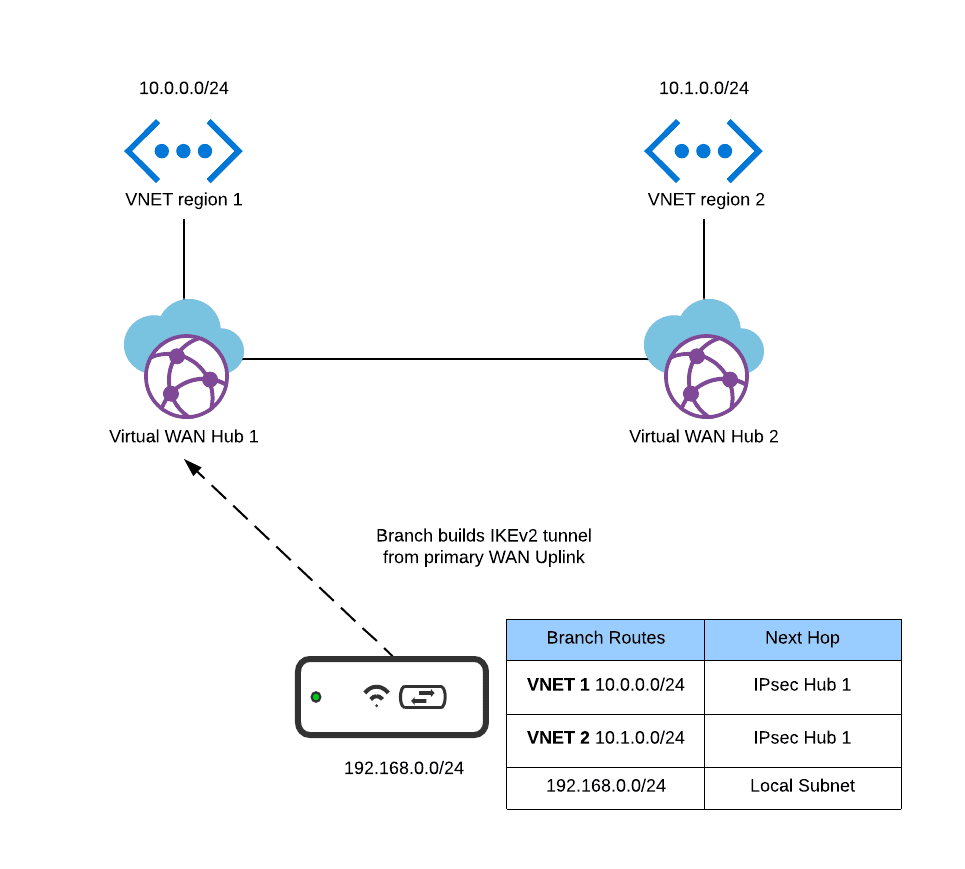 10.0.0.0/24
10.1.0.0/24
VNET region 1
VNET region 2
Virtual WAN Hub 1
Virtual WAN Hub 2
Branch builds IKEv2 tunnel
from primary WAN Uplink
Branch Routes
Next Hop
VNET 1 10.0.0.0/24
IPsec Hub 1
VNET 2 10.1.0.0/24
IPsec Hub 1
192.168.0.0/24
Local Subnet
192.168.0.0/24